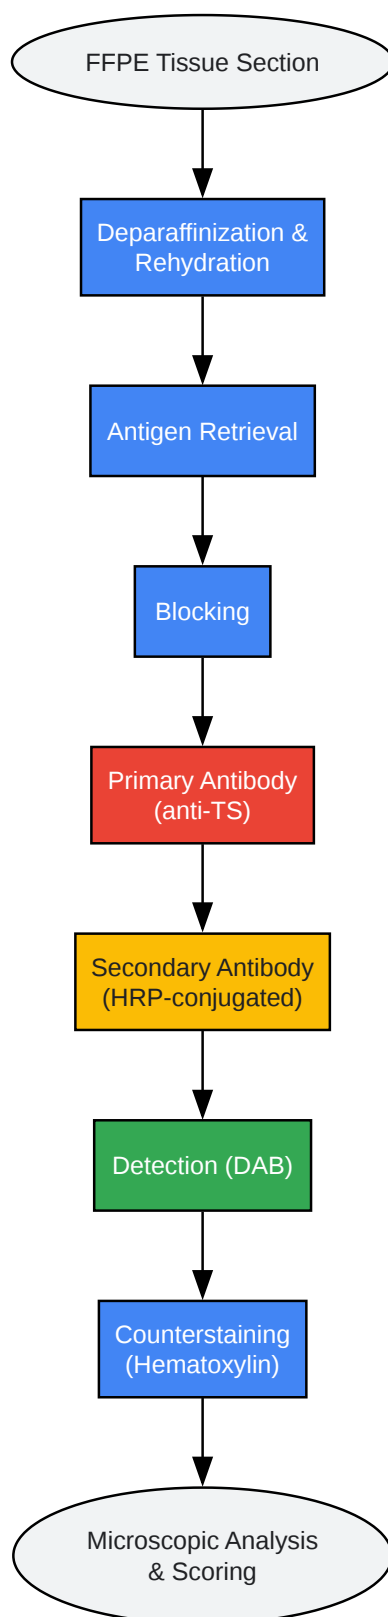 FFPE Tissue Section
Deparaffinization &
Rehydration
Antigen Retrieval
Blocking
Primary Antibody
(anti-TS)
Secondary Antibody
(HRP-conjugated)
Detection (DAB)
Counterstaining
(Hematoxylin)
Microscopic Analysis
& Scoring